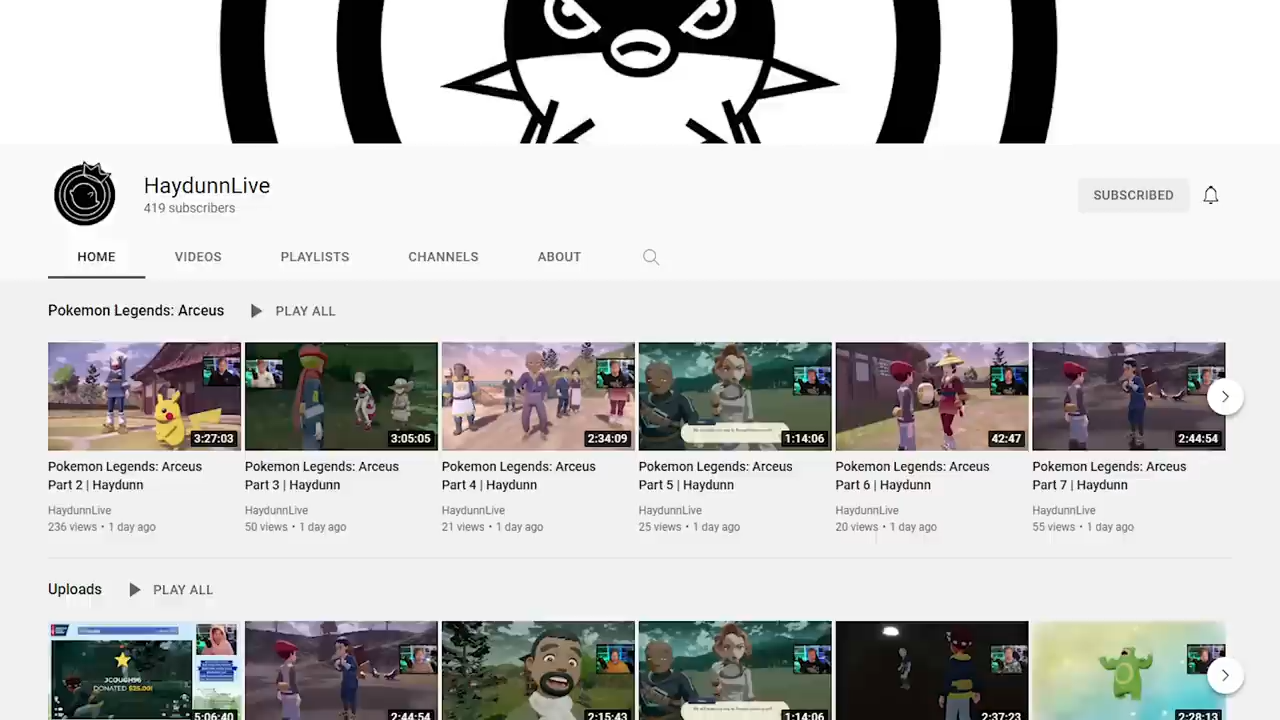 HaydunnLive
419 subscribers
SUBSCRIBED
HOME
VIDEOS
PLAYLISTS
CHANNELS
ABOUT
Pokemon Legends: Arceus
PLAY ALL
3:27:03
3:05:05
2:34:09
1:14:06
42:47
2:44:54
Pokemon Legends: Arceus
Part 2 | Haydunn
HaydunnLive
236 views • 1 day ago
Pokemon Legends: Arceus
Part 3 | Haydunn
HaydunnLive
50 views • 1 day ago
Pokemon Legends: Arceus
Part 4 | Haydunn
HaydunnLive
21 views • 1 day ago
Pokemon Legends: Arceus
Part 5 | Haydunn
HaydunnLive
25 views • 1 day ago
Pokemon Legends: Arceus
Part 6 | Haydunn
HaydunnLive
20 views • 1 day ago
Pokemon Legends: Arceus
Part 7 | Haydunn
HaydunnLive
55 views • 1 day ago
Uploads
PLAY ALL
JCOUGH96
DONATED $25.00!
5:06:40
2:44:54
2:15:43
1:14:06
2:37:23
2:28:13